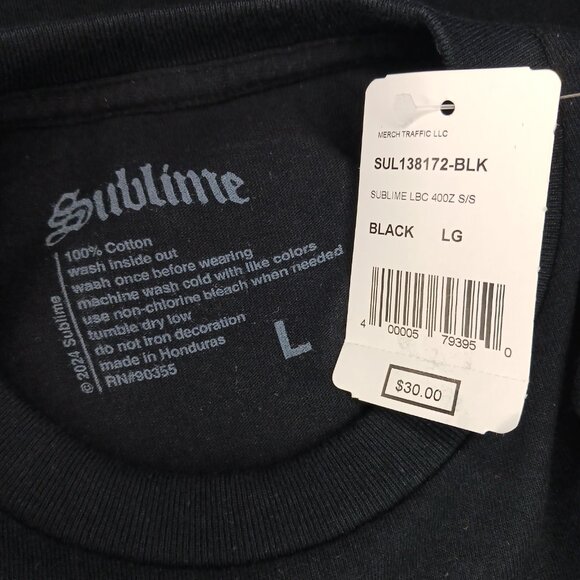 Sublime
100% Cotton
wash inside out
wash once before wearing
machine wash cold with like colors
use non-chlorine bleach when needed
tumble dry low
do not iron decoration
made in Honduras
RN#90355
© 2024 Sublime
L
MERCH TRAFFIC LLC
SUL138172-BLK
SUBLIME LBC 40OZ S/S
BLACK LG
4 00005 79395 0
$30.00